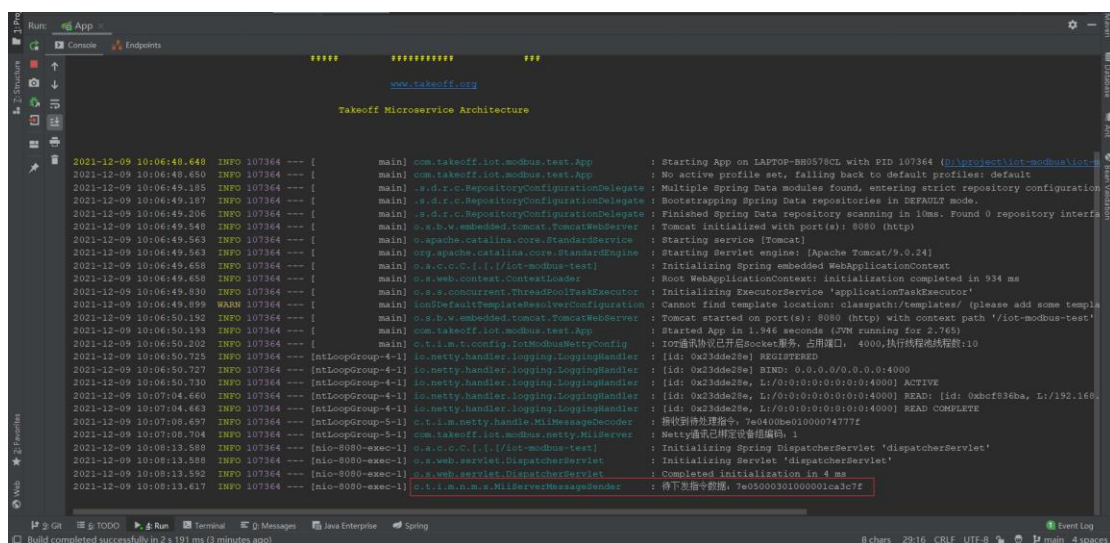 Run: App
Console Endpoints
www.takeoff.org
Takeoff Microservice Architecture
2021-12-09 10:06:48.648 INFO 107364 --- [ main] com.takeoff.iot.modbus.test.App : Starting App on LAPTOP-BH0578CL with PID 107364 (D:\project\iot-modbus\iot-m
2021-12-09 10:06:48.650 INFO 107364 --- [ main] com.takeoff.iot.modbus.test.App : No active profile set, falling back to default profiles: default
2021-12-09 10:06:49.185 INFO 107364 --- [ main] .s.d.r.c.RepositoryConfigurationDelegate : Multiple Spring Data modules found, entering strict repository configuration
2021-12-09 10:06:49.187 INFO 107364 --- [ main] .s.d.r.c.RepositoryConfigurationDelegate : Bootstrapping Spring Data repositories in DEFAULT mode.
2021-12-09 10:06:49.206 INFO 107364 --- [ main] .s.d.r.c.RepositoryConfigurationDelegate : Finished Spring Data repository scanning in 10ms. Found 0 repository interfa
2021-12-09 10:06:49.548 INFO 107364 --- [ main] o.s.b.w.embedded.tomcat.TomcatWebServer : Tomcat initialized with port(s): 8080 (http)
2021-12-09 10:06:49.563 INFO 107364 --- [ main] o.apache.catalina.core.StandardService : Starting service [Tomcat]
2021-12-09 10:06:49.563 INFO 107364 --- [ main] org.apache.catalina.core.StandardEngine : Starting Servlet engine: [Apache Tomcat/9.0.24]
2021-12-09 10:06:49.658 INFO 107364 --- [ main] o.a.c.c.C.[.[.[/iot-modbus-test] : Initializing Spring embedded WebApplicationContext
2021-12-09 10:06:49.658 INFO 107364 --- [ main] o.s.web.context.ContextLoader : Root WebApplicationContext: initialization completed in 934 ms
2021-12-09 10:06:49.830 INFO 107364 --- [ main] o.s.s.concurrent.ThreadPoolTaskExecutor : Initializing ExecutorService 'applicationTaskExecutor'
2021-12-09 10:06:49.899 WARN 107364 --- [ main] ion$DefaultTemplateResolverConfiguration : Cannot find template location: classpath:/templates/ (please add some templa
2021-12-09 10:06:50.192 INFO 107364 --- [ main] o.s.b.w.embedded.tomcat.TomcatWebServer : Tomcat started on port(s): 8080 (http) with context path '/iot-modbus-test'
2021-12-09 10:06:50.193 INFO 107364 --- [ main] com.takeoff.iot.modbus.test.App : Started App in 1.946 seconds (JVM running for 2.765)
2021-12-09 10:06:50.202 INFO 107364 --- [ main] c.t.i.m.t.config.IotModbusNettyConfig : IOT通讯协议已开启Socket服务，占用端口： 4000,执行线程池线程数:10
2021-12-09 10:06:50.725 INFO 107364 --- [ntLoopGroup-4-1] io.netty.handler.logging.LoggingHandler : [id: 0x23dde28e] REGISTERED
2021-12-09 10:06:50.727 INFO 107364 --- [ntLoopGroup-4-1] io.netty.handler.logging.LoggingHandler : [id: 0x23dde28e] BIND: 0.0.0.0/0.0.0.0:4000
2021-12-09 10:06:50.730 INFO 107364 --- [ntLoopGroup-4-1] io.netty.handler.logging.LoggingHandler : [id: 0x23dde28e, L:/0:0:0:0:0:0:0:0:4000] ACTIVE
2021-12-09 10:07:04.660 INFO 107364 --- [ntLoopGroup-4-1] io.netty.handler.logging.LoggingHandler : [id: 0x23dde28e, L:/0:0:0:0:0:0:0:0:4000] READ: [id: 0xbcf836ba, L:/192.168.
2021-12-09 10:07:04.663 INFO 107364 --- [ntLoopGroup-4-1] io.netty.handler.logging.LoggingHandler : [id: 0x23dde28e, L:/0:0:0:0:0:0:0:0:4000] READ COMPLETE
2021-12-09 10:07:08.697 INFO 107364 --- [ntLoopGroup-5-1] c.t.i.m.netty.handle.MiiMessageDecoder : 接收到待处理指令：7e0400be01000074777f
2021-12-09 10:07:08.704 INFO 107364 --- [ntLoopGroup-5-1] com.takeoff.iot.modbus.netty.MiiServer : Netty通讯已绑定设备组编码：1
2021-12-09 10:08:13.588 INFO 107364 --- [nio-8080-exec-1] o.a.c.c.C.[.[.[/iot-modbus-test] : Initializing Spring DispatcherServlet 'dispatcherServlet'
2021-12-09 10:08:13.588 INFO 107364 --- [nio-8080-exec-1] o.s.web.servlet.DispatcherServlet : Initializing Servlet 'dispatcherServlet'
2021-12-09 10:08:13.592 INFO 107364 --- [nio-8080-exec-1] o.s.web.servlet.DispatcherServlet : Completed initialization in 4 ms
2021-12-09 10:08:13.617 INFO 107364 --- [nio-8080-exec-1] c.t.i.m.n.m.s.MiiServerMessageSender : 待下发指令数据：7e05000301000001ca3c7f
1: Pro
Z: Structure
2: Favorites
Web
Maven
Database
Bean Validation
9: Git 6: TODO 4: Run Terminal 0: Messages Java Enterprise Spring Event Log
Build completed successfully in 2 s 191 ms (3 minutes ago) 8 chars 29:16 CRLF UTF-8 main 4 spaces